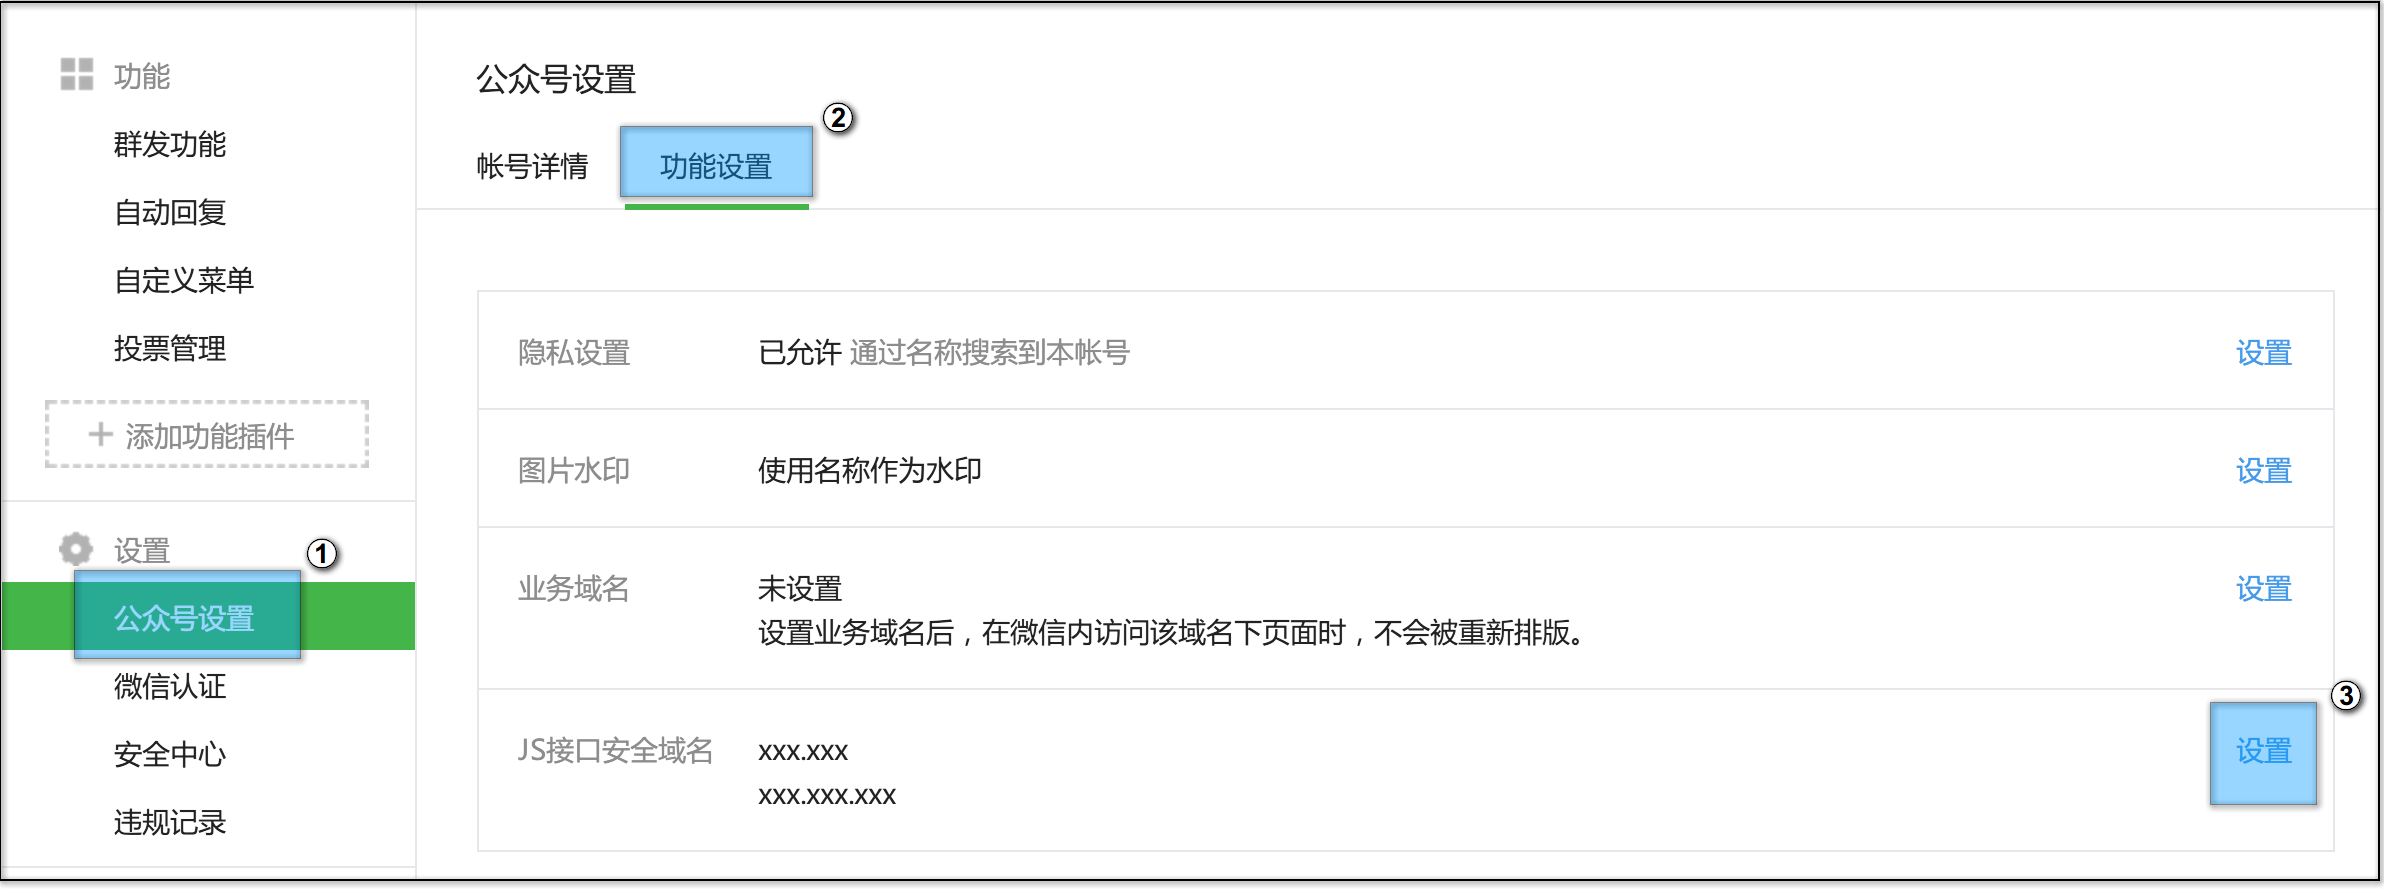 功能
群发功能
自动回复
自定义菜单
投票管理
+ 添加功能插件
设置
①
公众号设置
微信认证
安全中心
违规记录
公众号设置
帐号详情 功能设置 ②
隐私设置 已允许 通过名称搜索到本帐号 设置
图片水印 使用名称作为水印 设置
业务域名 未设置 设置
设置业务域名后，在微信内访问该域名下页面时，不会被重新排版。
③
JS接口安全域名 xxx.xxx 设置
xxx.xxx.xxx